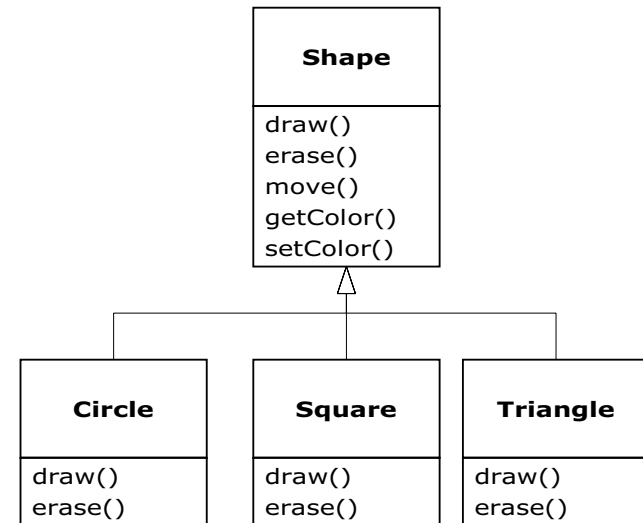 Shape
draw()
erase()
move()
getColor()
setColor()
Circle
draw()
erase()
Square
draw()
erase()
Triangle
draw()
erase()